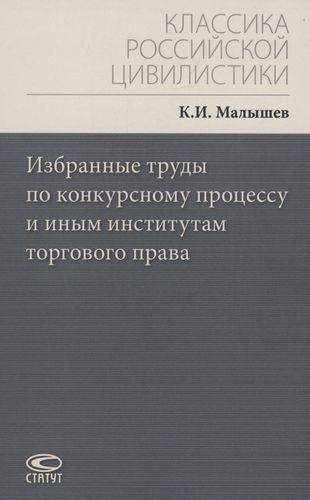 КЛАССИКА
РОССИЙСКОЙ
ЦИВИЛИСТИКИ
К.И. Малышев
Избранные труды
по конкурсному процессу
и иным институтам
торгового права
СТАТУТ